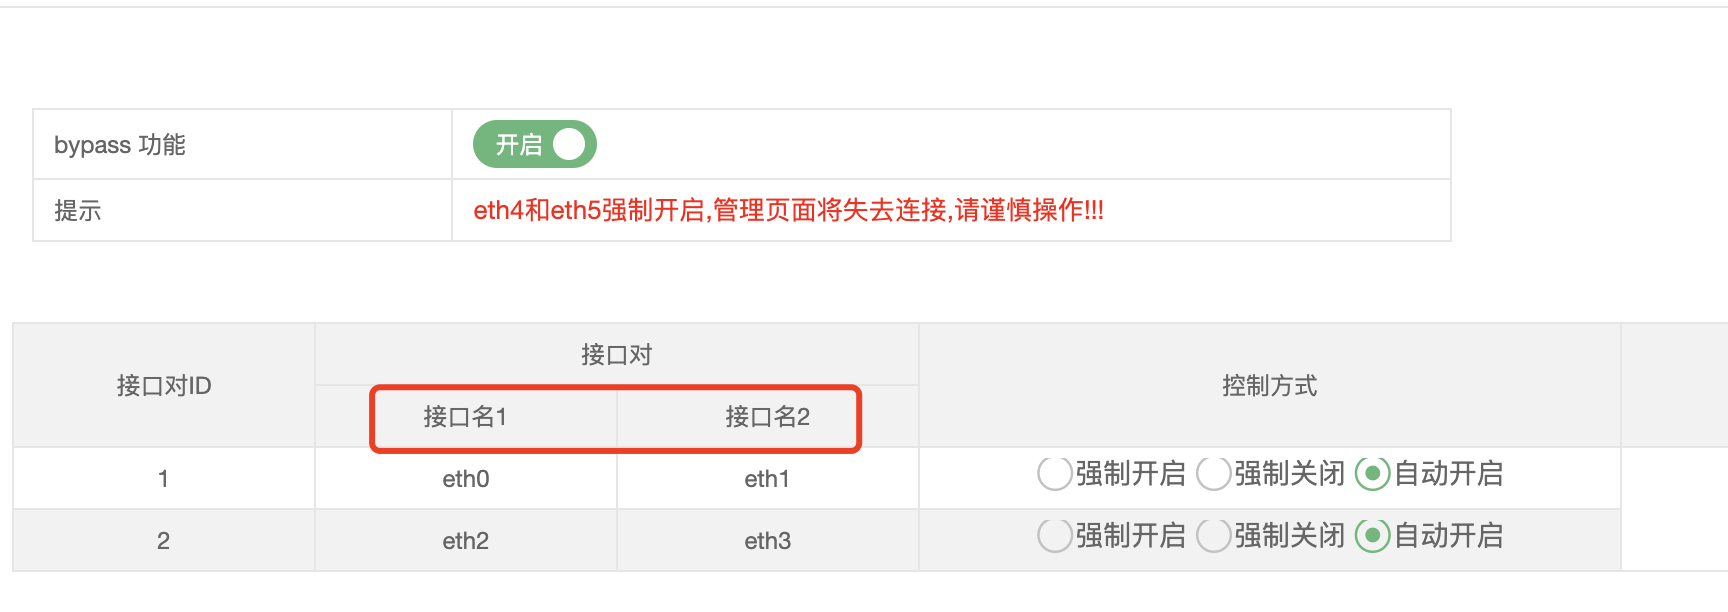 bypass 功能 开启
提示 eth4和eth5强制开启,管理页面将失去连接,请谨慎操作!!!
接口对ID 接口对 控制方式
接口名1 接口名2
1 eth0 eth1 强制开启 强制关闭 自动开启
2 eth2 eth3 强制开启 强制关闭 自动开启